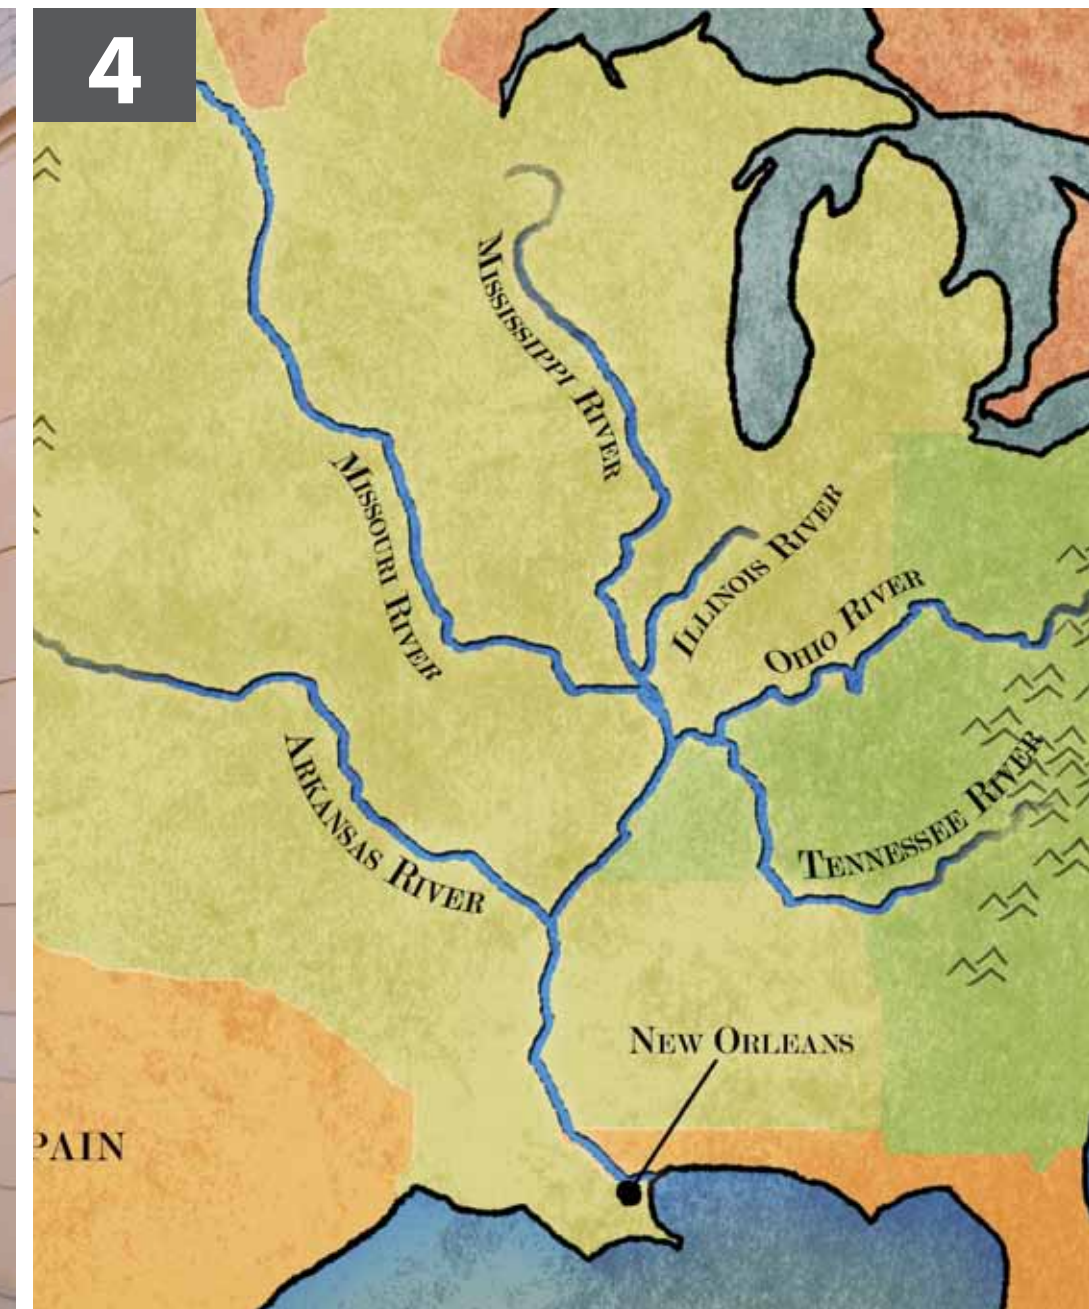 4
Mississippi River
Missouri River
Illinois River
Ohio River
Arkansas River
Tennessee River
New Orleans
PAIN